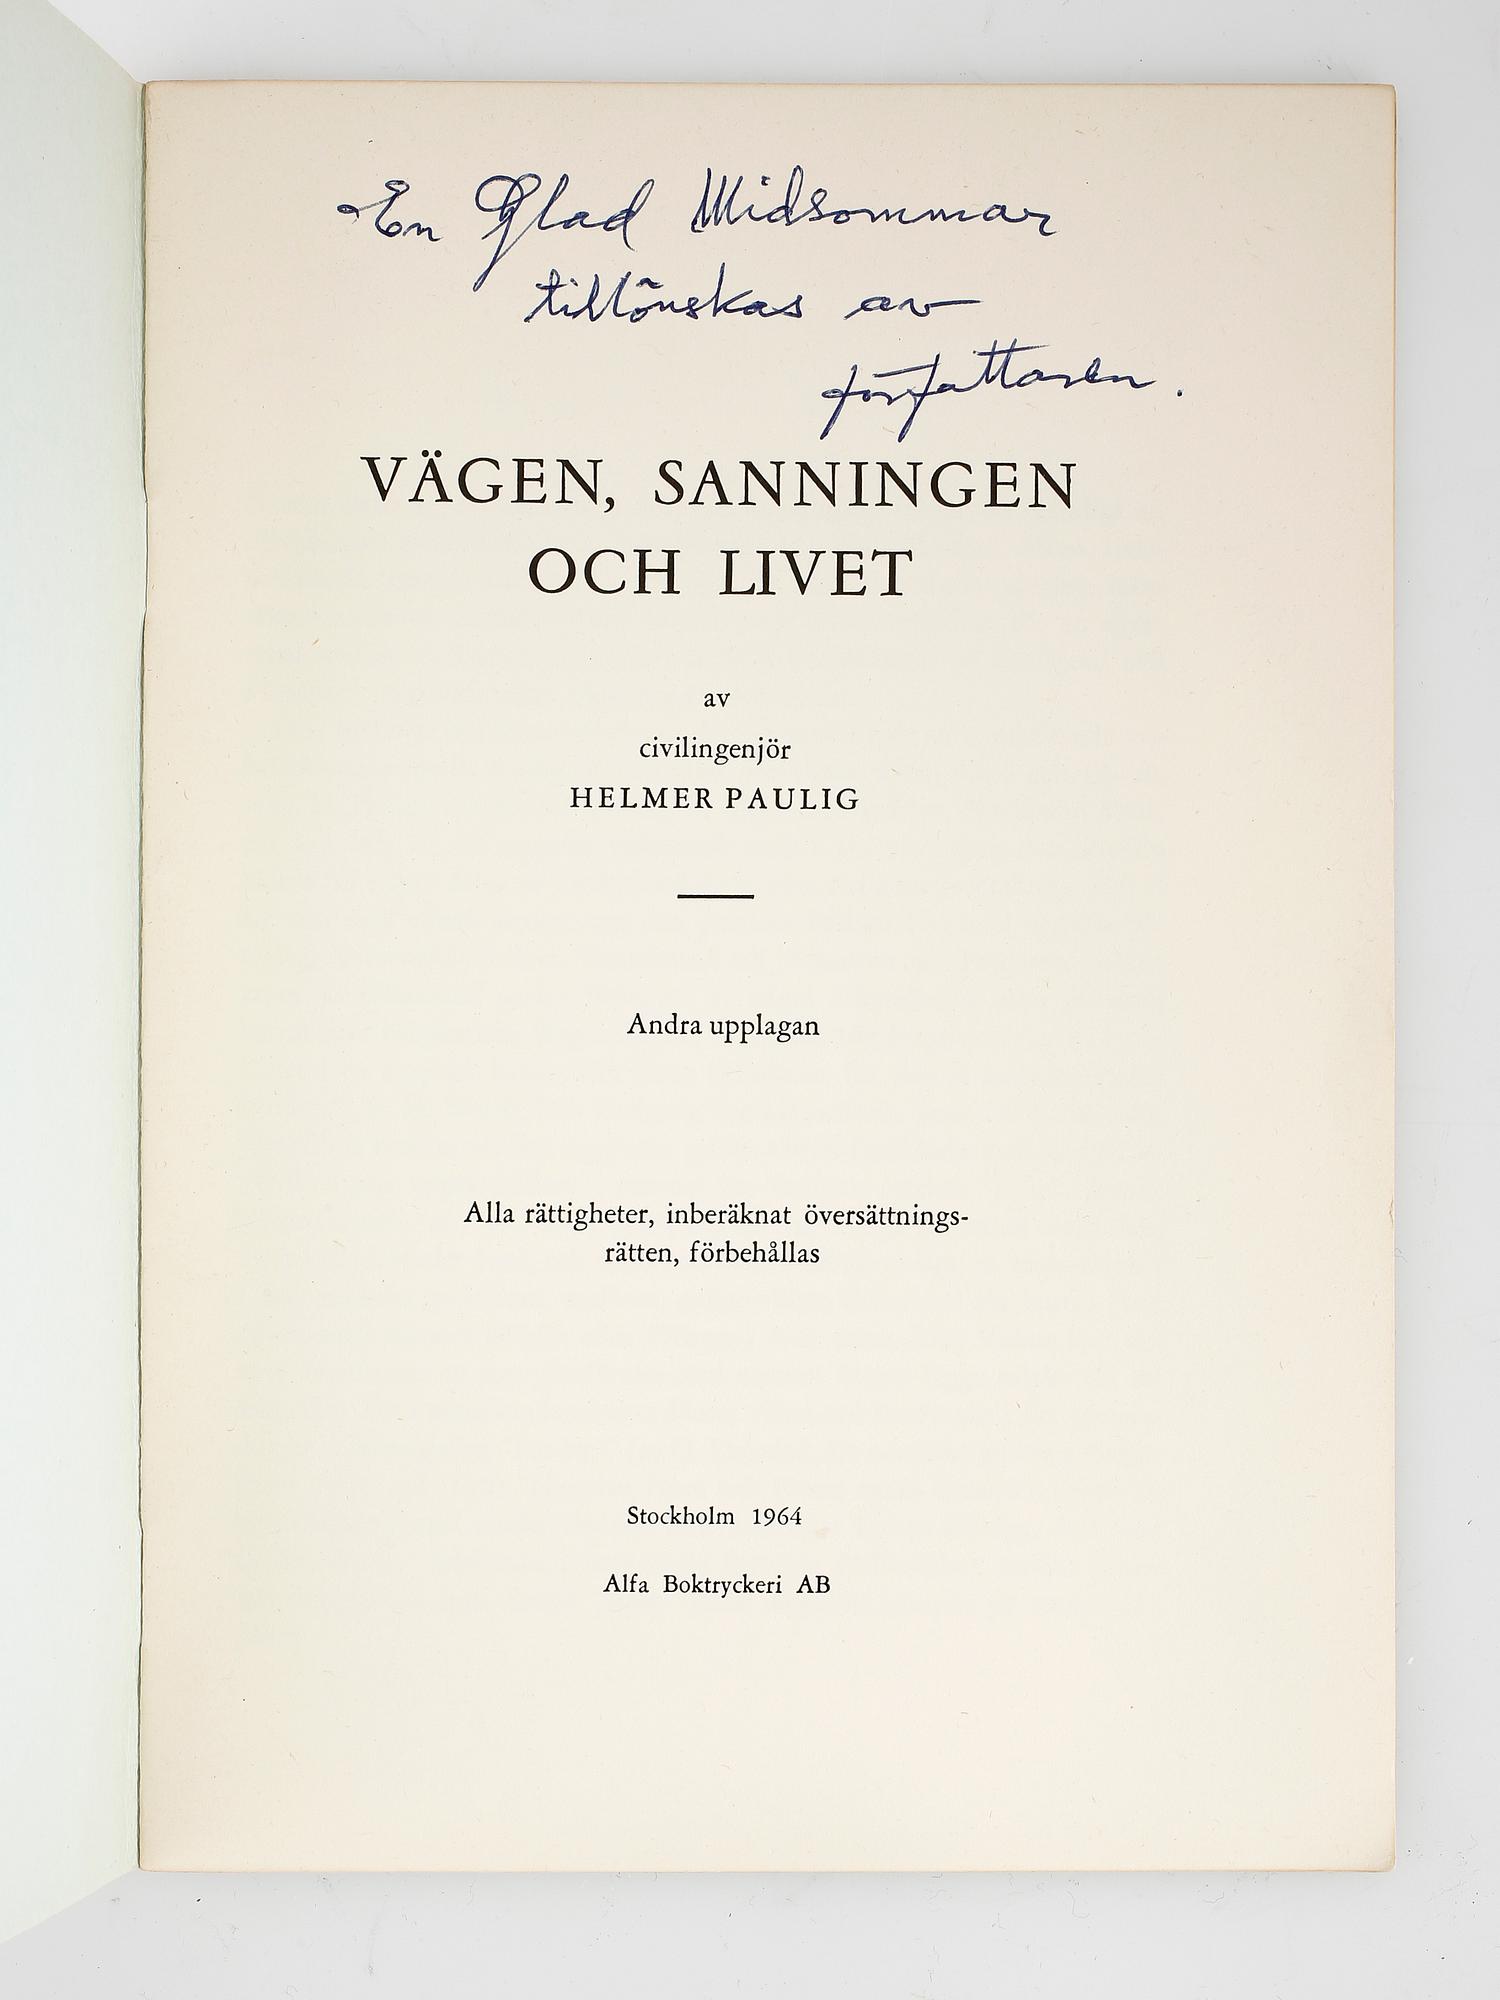 En Glad Midsommar
tillönskas av
författaren.
VÄGEN, SANNINGEN
OCH LIVET
av
civilingenjör
HELMER PAULIG
Andra upplagan
Alla rättigheter, inberäknat översättnings-
rätten, förbehållas
Stockholm 1964
Alfa Boktryckeri AB